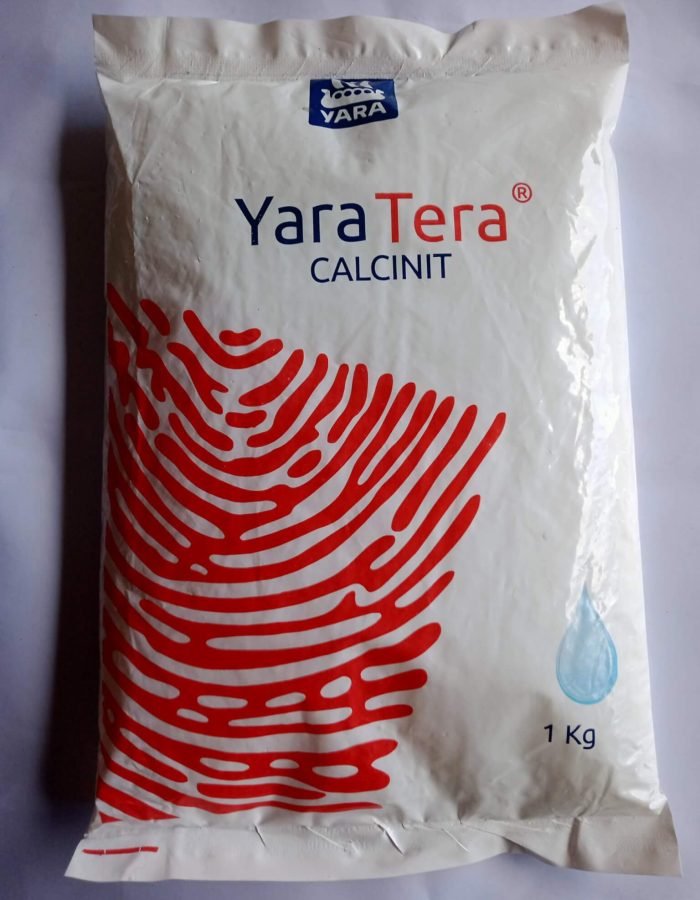 YARA
YaraTera®
CALCINIT
1 Kg